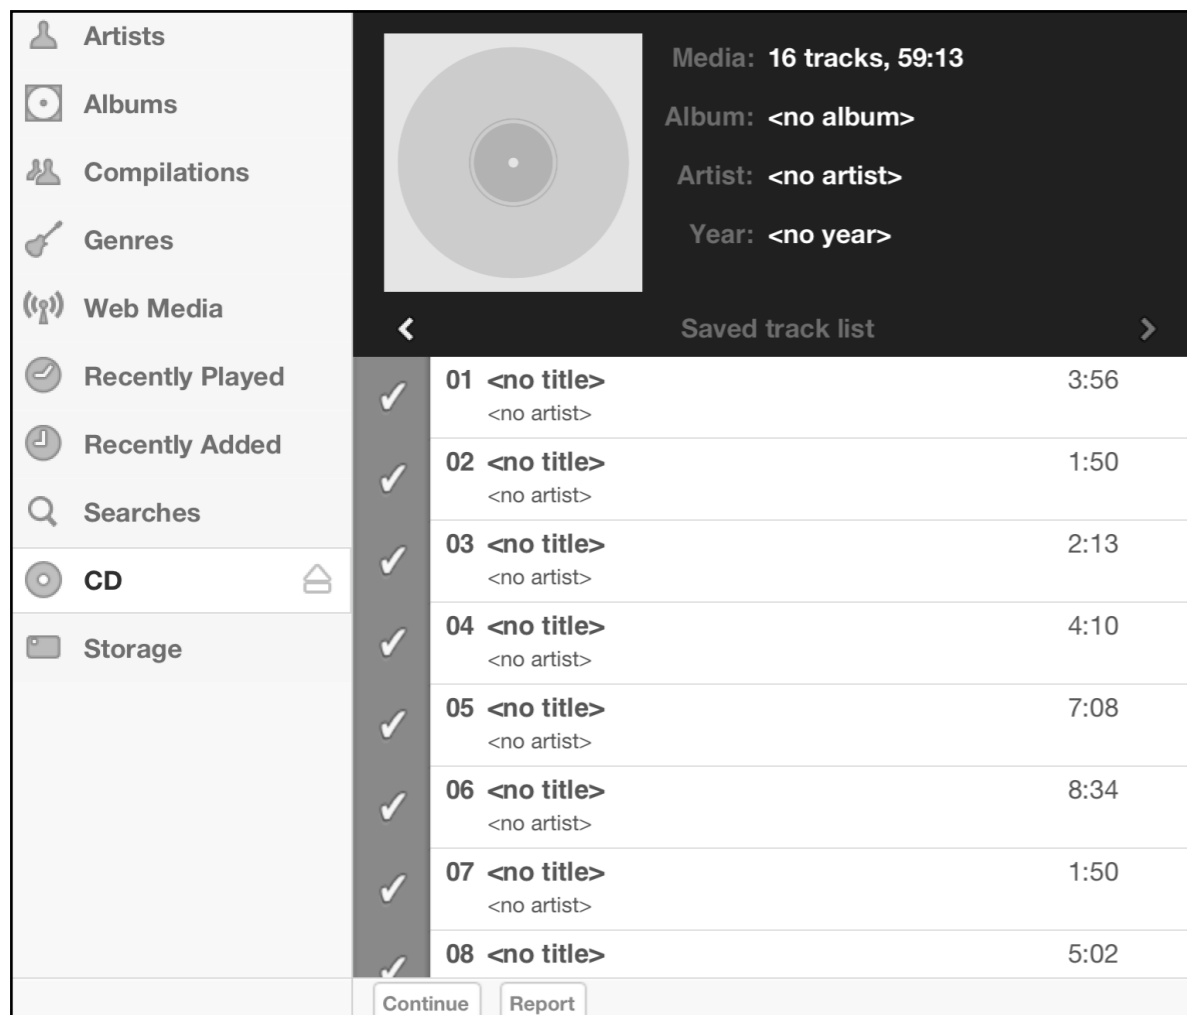 Artists
Albums
Compilations
Genres
Web Media
Recently Played
Recently Added
Searches
CD
Storage
Media: 16 tracks, 59:13
Album: <no album>
Artist: <no artist>
Year: <no year>
Saved track list
01 <no title> 3:56
<no artist>
02 <no title> 1:50
<no artist>
03 <no title> 2:13
<no artist>
04 <no title> 4:10
<no artist>
05 <no title> 7:08
<no artist>
06 <no title> 8:34
<no artist>
07 <no title> 1:50
<no artist>
08 <no title> 5:02
Continue Report